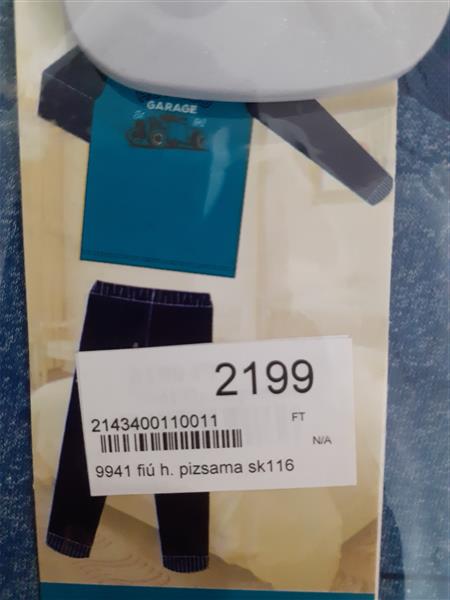 GARAGE
2199
2143400110011
FT
N/A
9941 fiú h. pizsama sk116